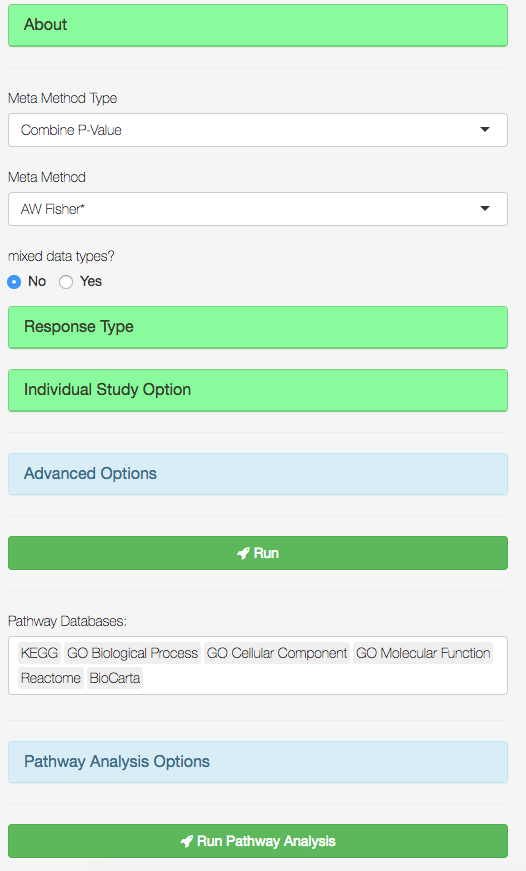 About
Meta Method Type
Combine P-Value
Meta Method
AW Fisher*
mixed data types?
No Yes
Response Type
Individual Study Option
Advanced Options
Run
Pathway Databases:
KEGG GO Biological Process GO Cellular Component GO Molecular Function
Reactome BioCarta
Pathway Analysis Options
Run Pathway Analysis